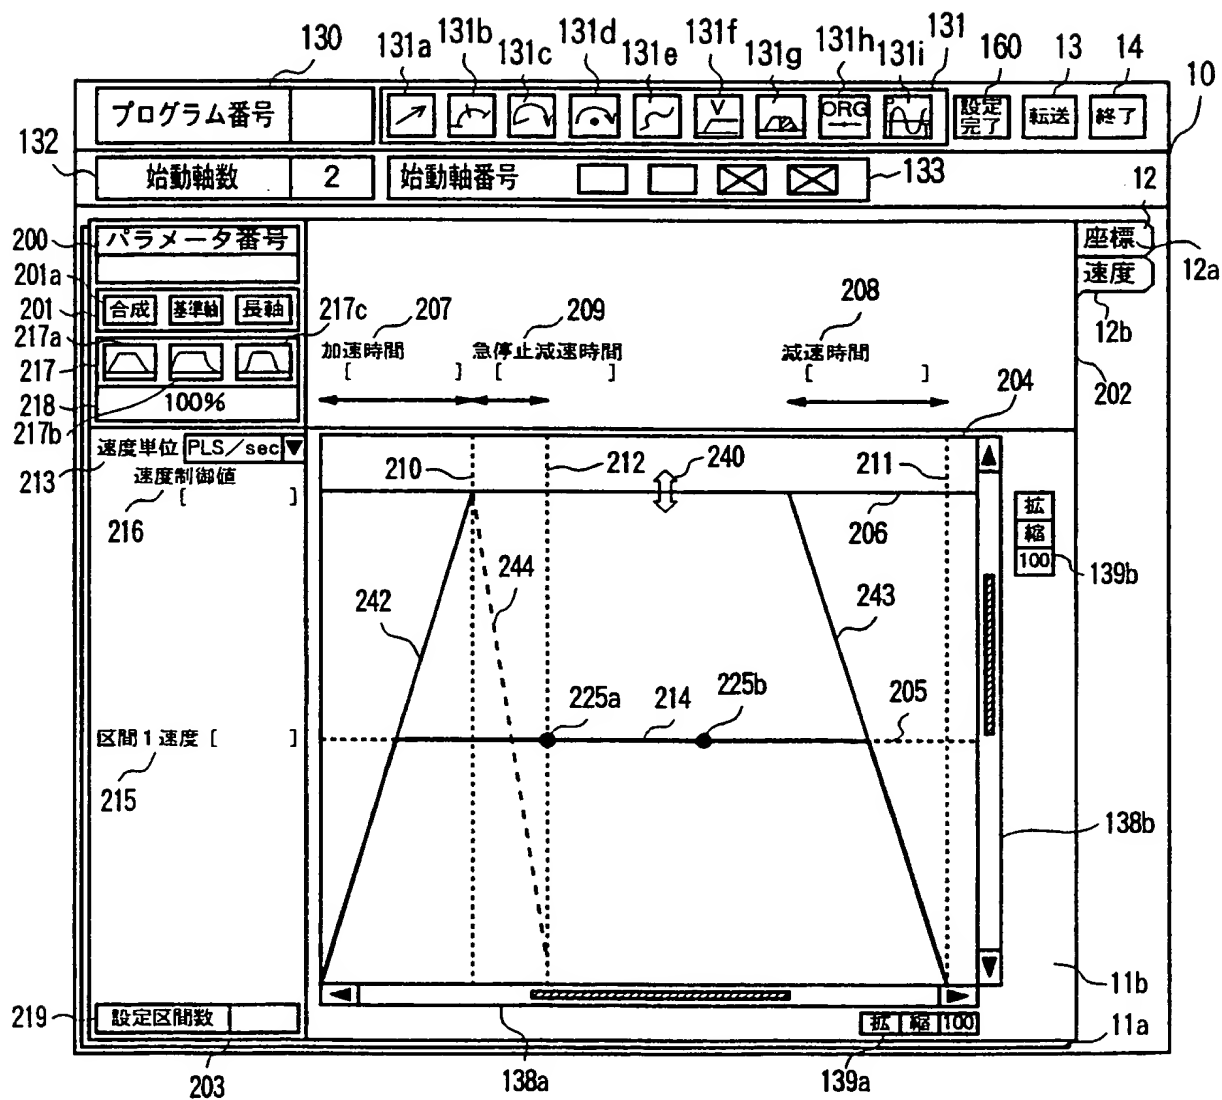 130 131a 131b 131c 131d 131e 131f 131g 131h 131i 131 160 13 14 10
プログラム番号 V ORG 設定完了 転送 終了
132 始動軸数 2 始動軸番号 133
12
200 パラメータ番号 座標
速度 12a
12b
201a
201 合成 基準軸 長軸
217a 217c 207 209 208
217 加速時間 急停止減速時間 減速時間
[ ] [ ] [ ]
218 100% 202
217b 204
213 速度単位 PLS/sec ▼ 210 212 240 211
速度制御値
216 [ ] 206
拡
縮
100
139b
242 244 243
225a 214 225b 205
区間1速度 [ ]
215
138b
11b
219 設定区間数 拡 縮 100 11a
203 138a 139a